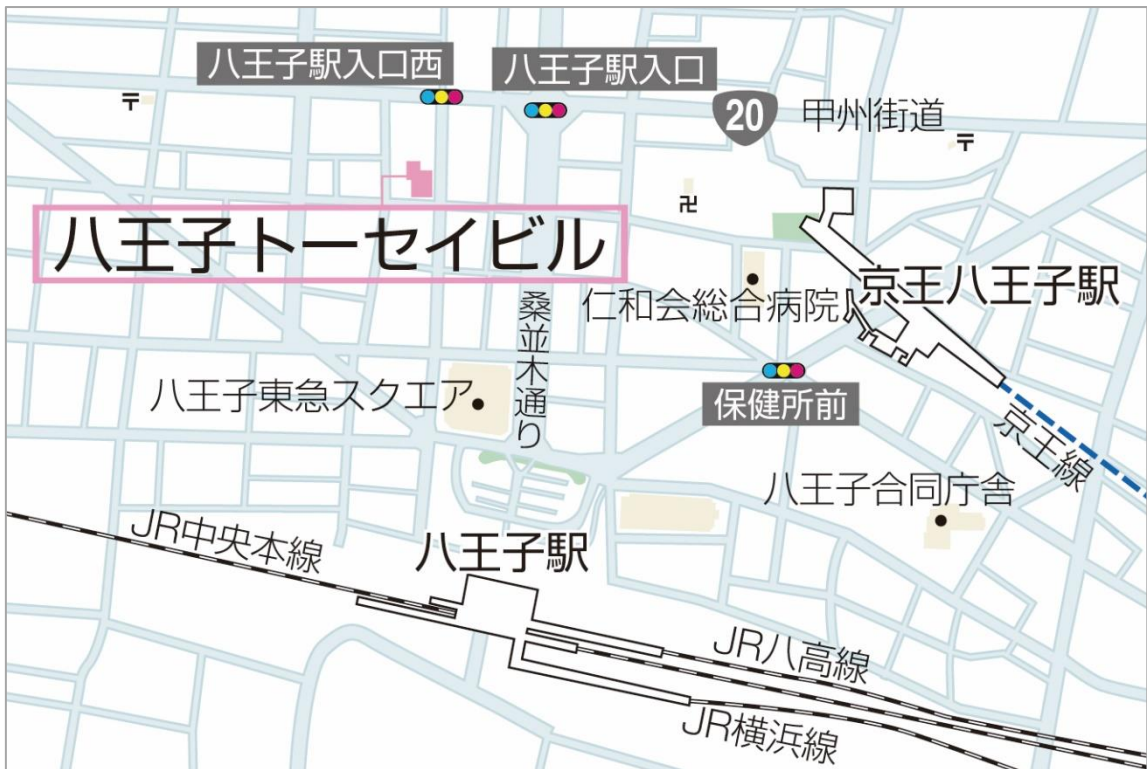 八王子駅入口西
八王子駅入口
20
甲州街道
八王子トーセイビル
京王八王子駅
仁和会総合病院
桑並木通り
八王子東急スクエア
保健所前
京王線
八王子合同庁舎
JR中央本線
八王子駅
JR八高線
JR横浜線